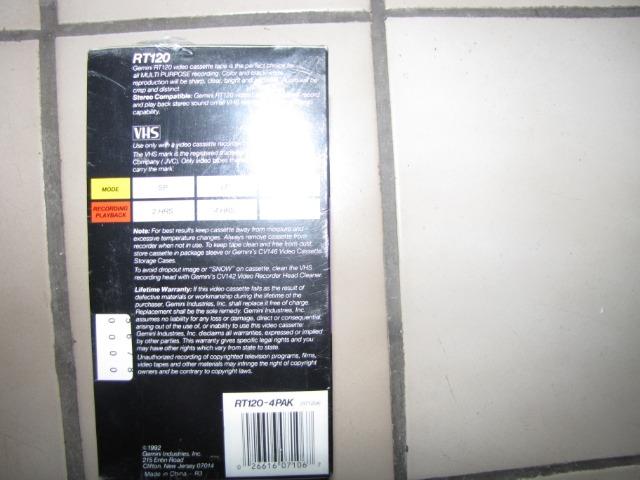 RT120
Gemini RT120 video cassette tape is the perfect choice for
all MULTI PURPOSE recording. Color and black
reproduction will be sharp, clear, bright and be
crisp and distinct.
Stereo Compatible: Gemini RT120 record
and play back stereo sound on all VHS
capability.
VHS
Use only with a video cassette recorder
The VHS mark is the registered
Company (JVC). Only video tapes
carry the mark.
MODE SP
RECORDING
PLAYBACK 2 HRS 4 HRS
Note: For best results keep cassette away from moisture and
excessive temperature changes. Always remove cassette from
recorder when not in use. To keep tape clean and free from dust,
store cassette in package sleeve or Gemini's CV146 Video Cassette
Storage Cases.
To avoid dropout image or "SNOW" on cassette, clean the VHS
recording head with Gemini's CV142 Video Recorder Head Cleaner.
Lifetime Warranty: If this video cassette fails as the result of
defective materials or workmanship during the lifetime of the
purchaser, Gemini Industries, Inc. shall replace it free of charge.
Replacement shall be the sole remedy. Gemini Industries, Inc.
assumes no liability for any loss or damage, direct or consequential
arising out of the use of, or inability to use this video cassette.
Gemini Industries, Inc. disclaims all warranties, expressed or implied
by other parties. This warranty gives specific legal rights and you
may have other rights which vary from state to state.
Unauthorized recording of copyrighted television programs, films,
video tapes and other materials may infringe the right of copyright
owners and be contrary to copyright laws.
RT120-4PAK
©1992
Gemini Industries, Inc.
215 Entin Road
Clifton, New Jersey 07014
Made in China - R3
0 26616 07106 7